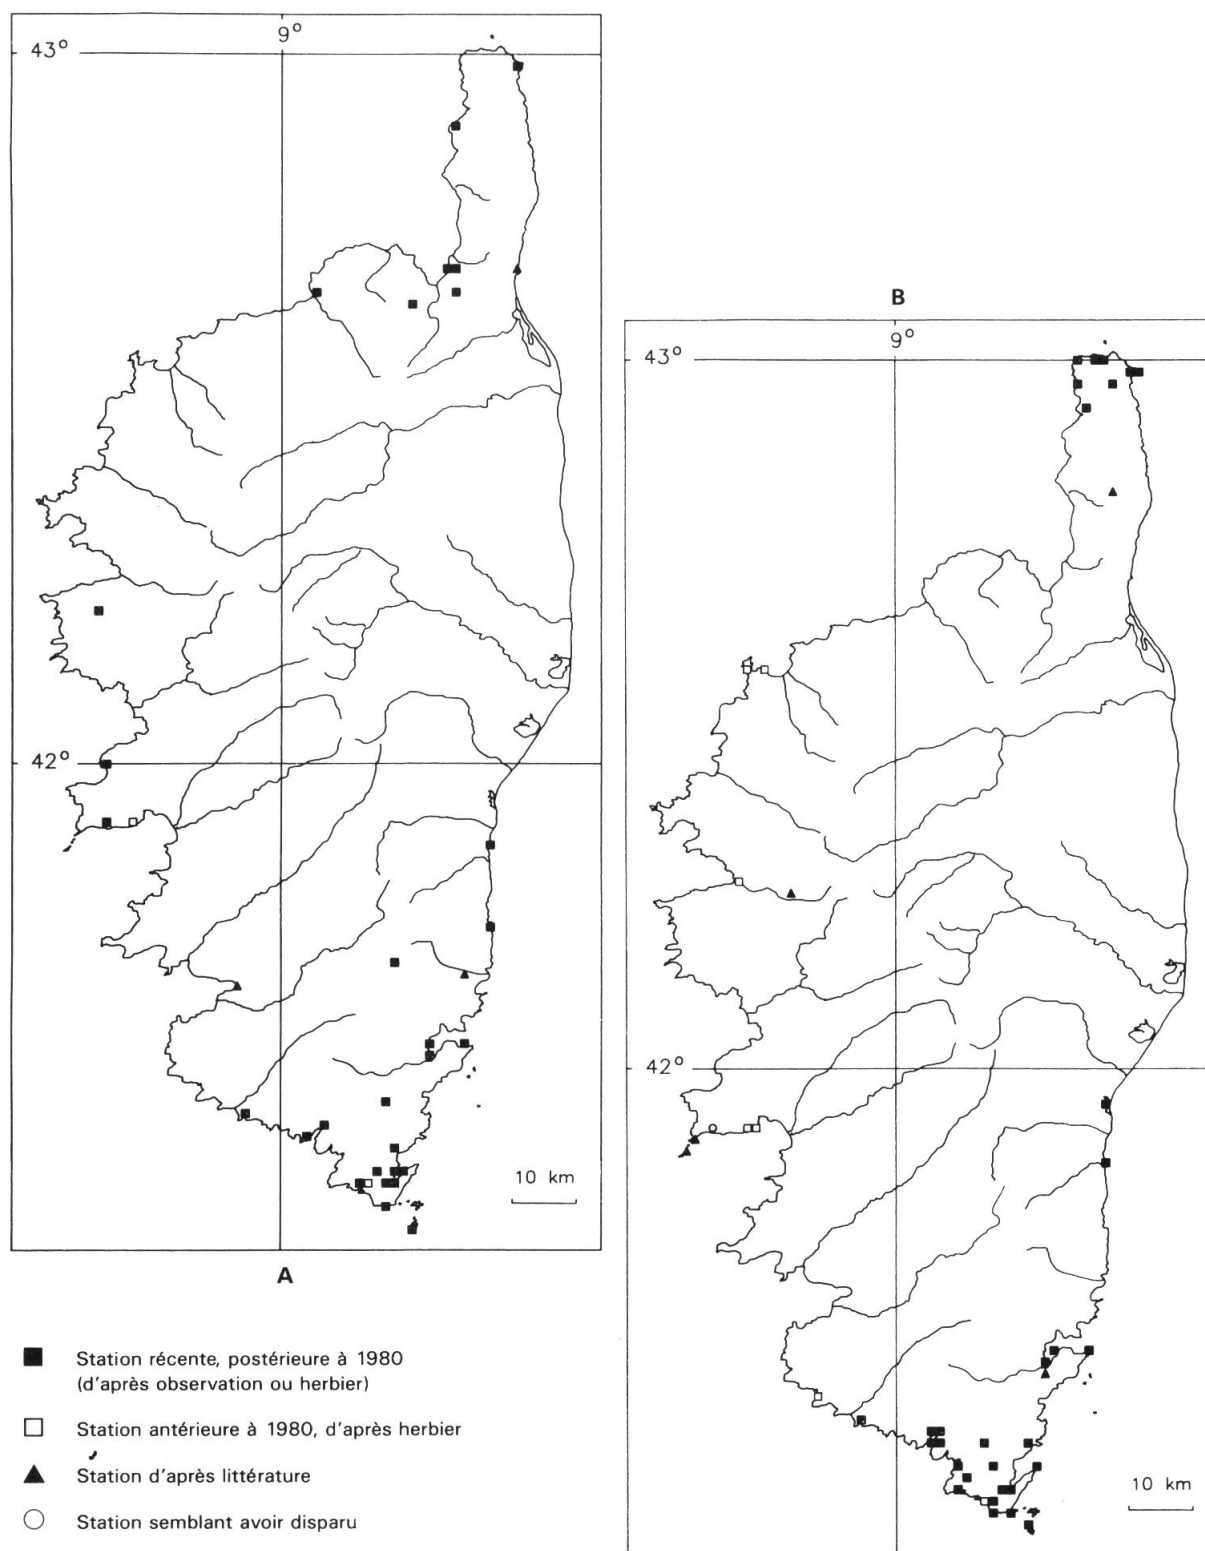 9°
43°
42°
10 km
A
B
9°
43°
42°
10 km
Station récente, postérieure à 1980
(d'après observation ou herbier)
Station antérieure à 1980, d'après herbier
Station d'après littérature
Station semblant avoir disparu